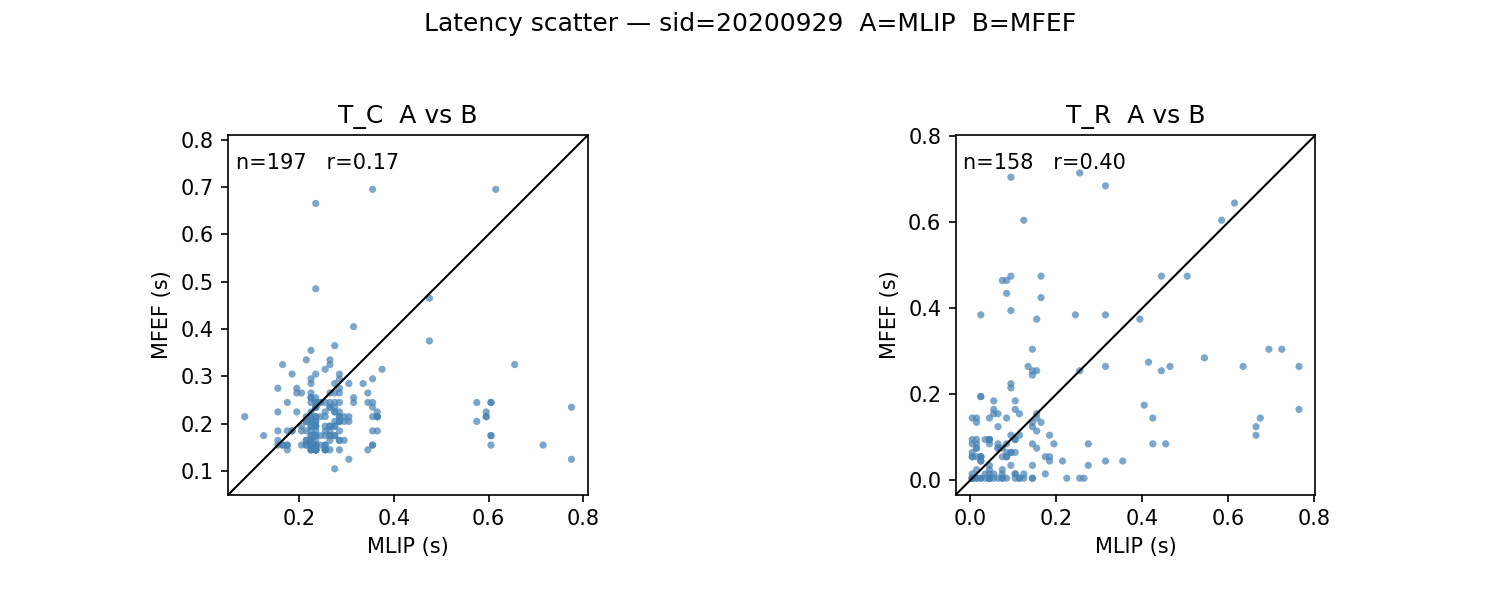 Latency scatter — sid=20200929  A=MLIP  B=MFEF
T_C  A vs B
n=197   r=0.17
0.8
0.7
0.6
0.5
0.4
0.3
0.2
0.1
MFEF (s)
0.2 0.4 0.6 0.8
MLIP (s)
T_R  A vs B
n=158   r=0.40
0.8
0.6
0.4
0.2
0.0
MFEF (s)
0.0 0.2 0.4 0.6 0.8
MLIP (s)